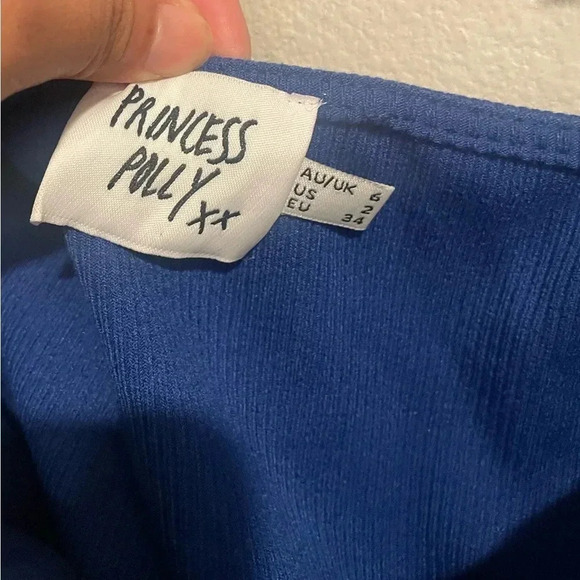 PRINCESS
POLLY
xx
AU/UK 6
US 2
EU 34